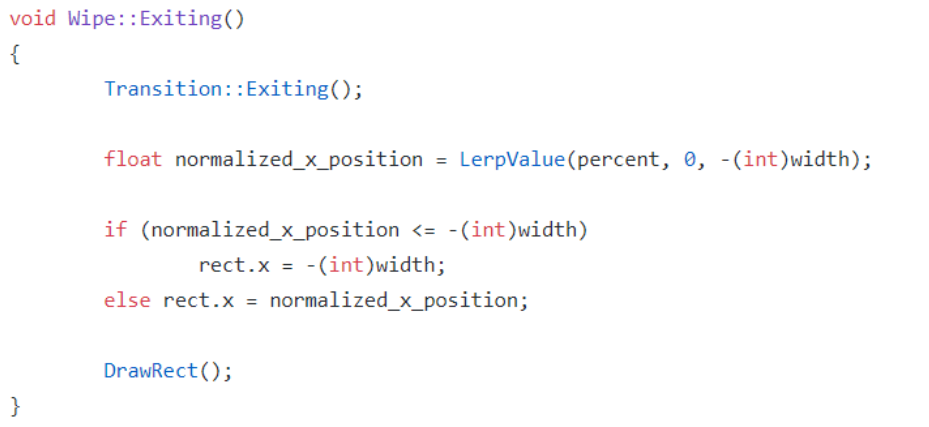 void Wipe::Exiting()
{
        Transition::Exiting();

        float normalized_x_position = LerpValue(percent, 0, -(int)width);

        if (normalized_x_position <= -(int)width)
                rect.x = -(int)width;
        else rect.x = normalized_x_position;

        DrawRect();
}